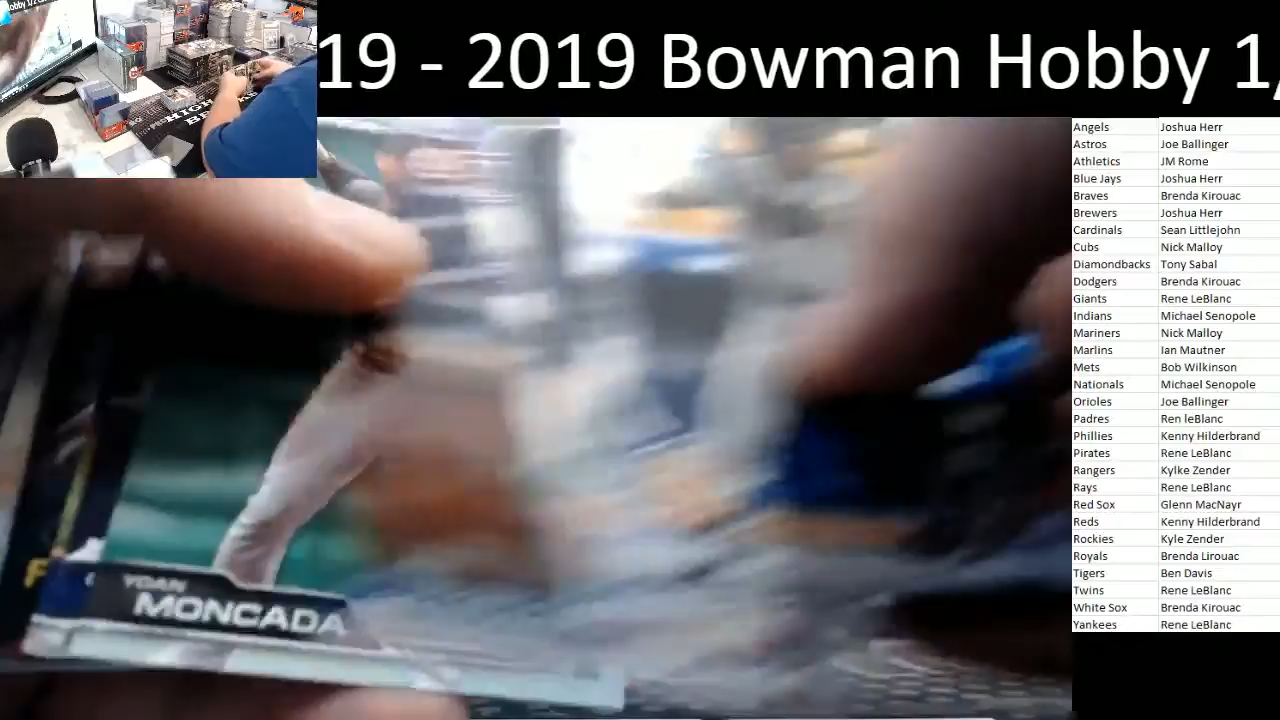 Hobby 1/2
19 - 2019 Bowman Hobby 1/
Angels Joshua Herr
Astros Joe Ballinger
Athletics JM Rome
Blue Jays Joshua Herr
Braves Brenda Kirouac
Brewers Joshua Herr
Cardinals Sean Littlejohn
Cubs Nick Malloy
Diamondbacks Tony Sabal
Dodgers Brenda Kirouac
Giants Rene LeBlanc
Indians Michael Senopole
Mariners Nick Malloy
Marlins Ian Mautner
Mets Bob Wilkinson
Nationals Michael Senopole
Orioles Joe Ballinger
Padres Ren leBlanc
Phillies Kenny Hilderbrand
Pirates Rene LeBlanc
Rangers Kylke Zender
Rays Rene LeBlanc
Red Sox Glenn MacNayr
Reds Kenny Hilderbrand
Rockies Kyle Zender
Royals Brenda Lirouac
Tigers Ben Davis
Twins Rene LeBlanc
White Sox Brenda Kirouac
Yankees Rene LeBlanc
YOAN
MONCADA